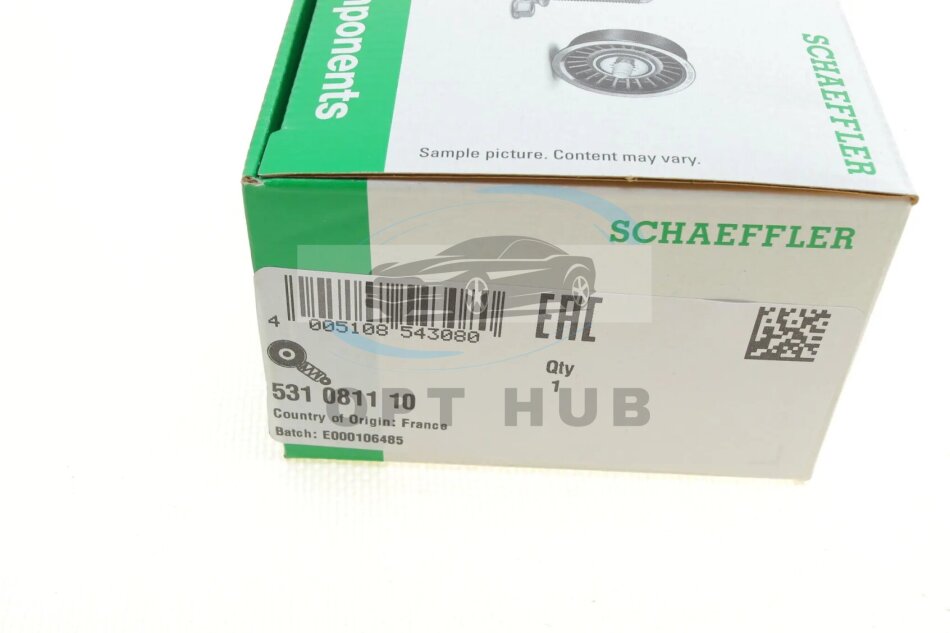 mponents
SCHAEFFLER
Sample picture. Content may vary.
SCHAEFFLER
4 005108 543080
EAC
Qty
1
531 0811 10
Country of Origin: France
Batch: E000106485
OPT HUB